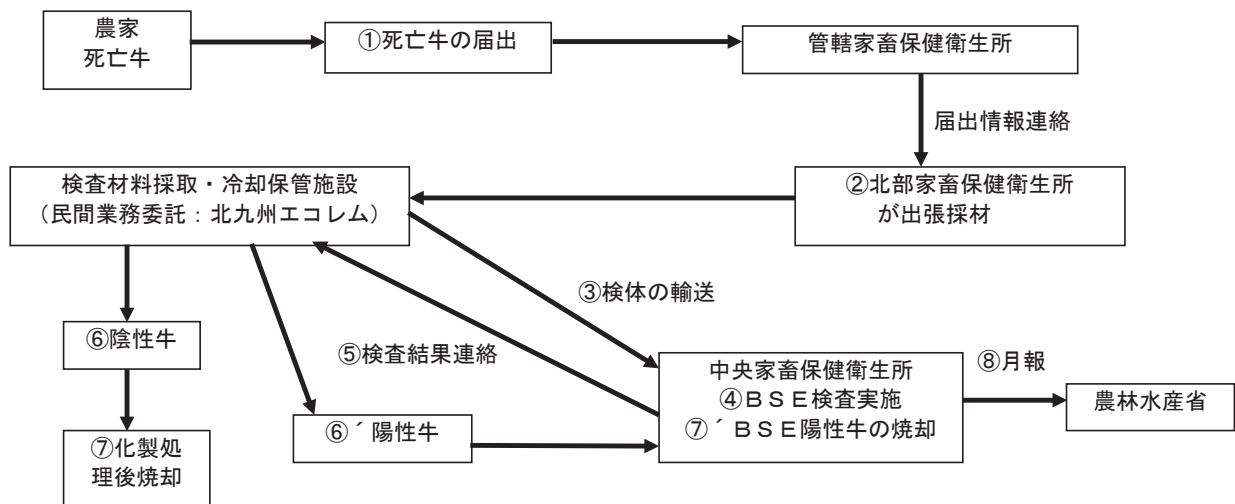 農家
死亡牛
①死亡牛の届出
管轄家畜保健衛生所
届出情報連絡
検査材料採取・冷却保管施設
（民間業務委託：北九州エコレム）
②北部家畜保健衛生所
が出張採材
③検体の輸送
⑥陰性牛
⑤検査結果連絡
中央家畜保健衛生所
④ＢＳＥ検査実施
⑦´ＢＳＥ陽性牛の焼却
⑧月報
農林水産省
⑥´陽性牛
⑦化製処
理後焼却